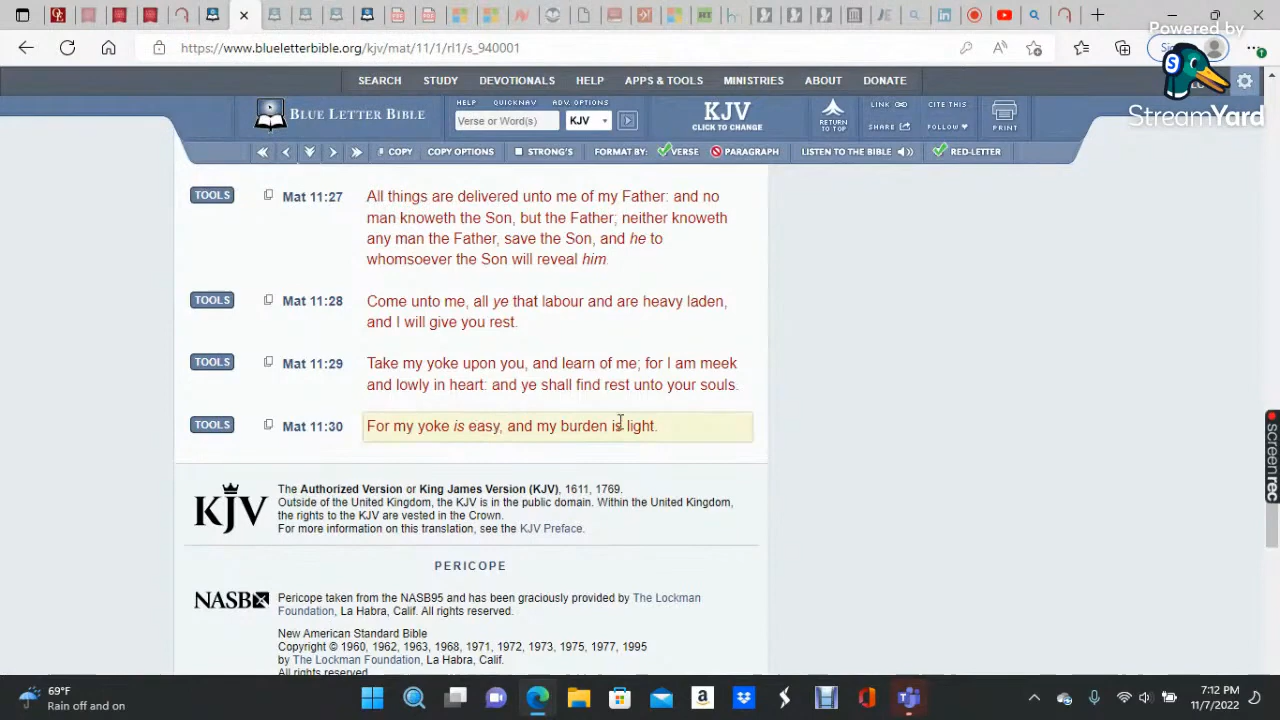 https://www.blueletterbible.org/kjv/mat/11/1/rl1/s_940001
Powered by
StreamYard
SEARCH STUDY DEVOTIONALS HELP APPS & TOOLS MINISTRIES ABOUT DONATE
BLUE LETTER BIBLE
HELP QUICKNAV ADV. OPTIONS
Verse or Word(s) KJV
KJV
CLICK TO CHANGE
RETURN
TO TOP
LINK CITE THIS
SHARE FOLLOW
PRINT
COPY COPY OPTIONS STRONG'S FORMAT BY: VERSE PARAGRAPH LISTEN TO THE BIBLE RED-LETTER
TOOLS Mat 11:27 All things are delivered unto me of my Father: and no
man knoweth the Son, but the Father; neither knoweth
any man the Father, save the Son, and he to
whomsoever the Son will reveal him.
TOOLS Mat 11:28 Come unto me, all ye that labour and are heavy laden,
and I will give you rest.
TOOLS Mat 11:29 Take my yoke upon you, and learn of me; for I am meek
and lowly in heart: and ye shall find rest unto your souls.
TOOLS Mat 11:30 For my yoke is easy, and my burden is light.
KJV
The Authorized Version or King James Version (KJV), 1611, 1769.
Outside of the United Kingdom, the KJV is in the public domain. Within the United Kingdom,
the rights to the KJV are vested in the Crown.
For more information on this translation, see the KJV Preface.
PERICOPE
NASB
Pericope taken from the NASB95 and has been graciously provided by The Lockman
Foundation, La Habra, Calif. All rights reserved.
New American Standard Bible
Copyright © 1960, 1962, 1963, 1968, 1971, 1972, 1973, 1975, 1977, 1995
by The Lockman Foundation, La Habra, Calif.
All rights reserved.
screenrec
69°F
Rain off and on
7:12 PM
11/7/2022